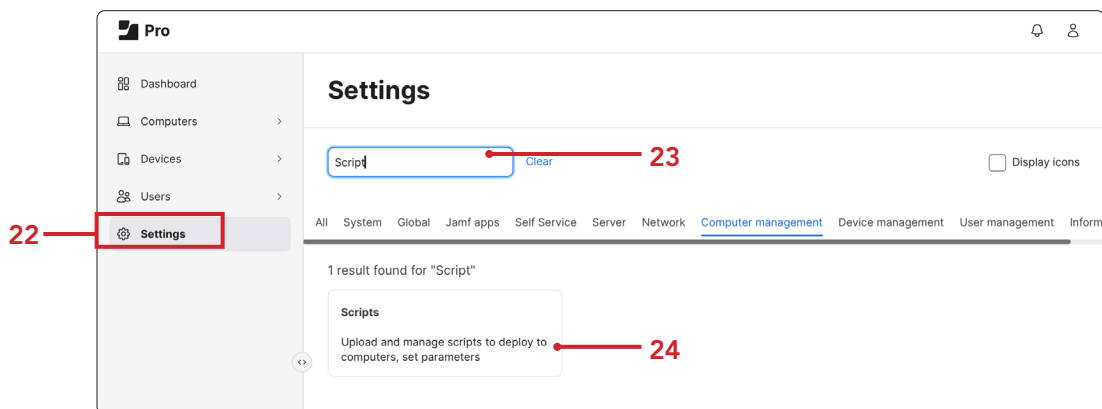 Pro
Dashboard
Computers
Devices
Users
Settings
22
Settings
Script
Clear
23
Display icons
All System Global Jamf apps Self Service Server Network Computer management Device management User management Inform
1 result found for "Script"
Scripts
Upload and manage scripts to deploy to
computers, set parameters
24